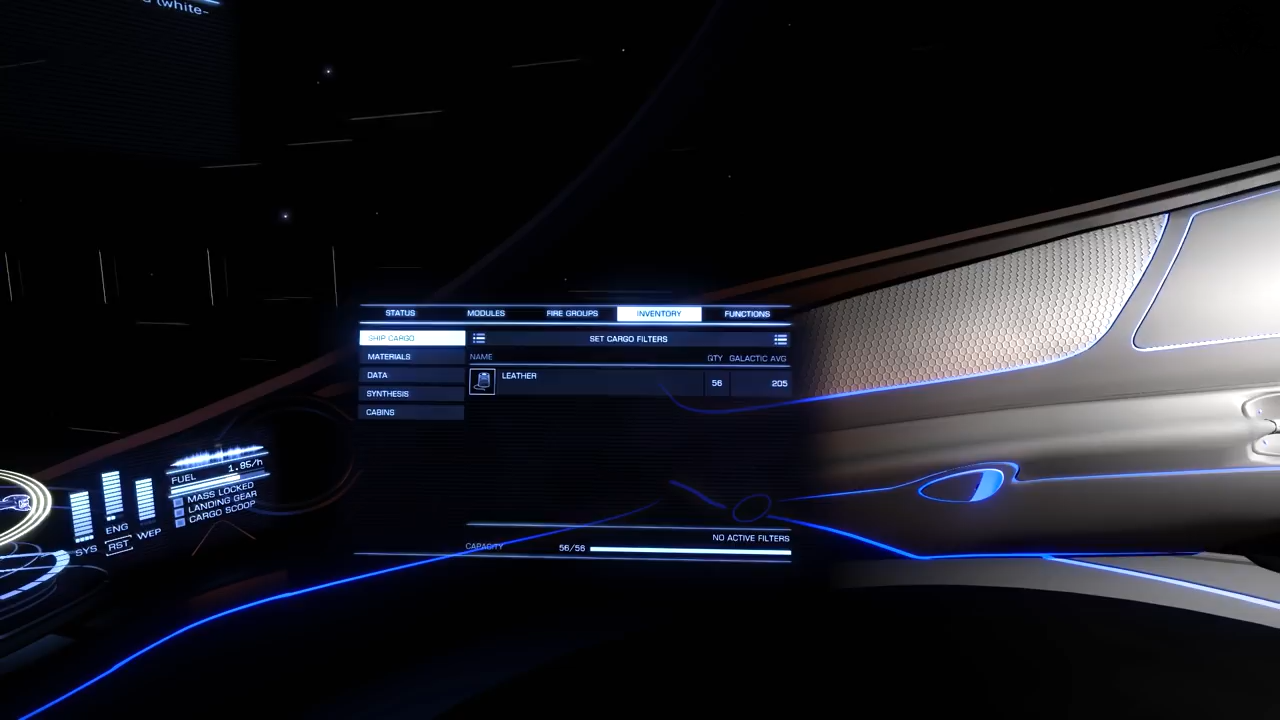 (white-
STATUS MODULES FIRE GROUPS INVENTORY FUNCTIONS
SHIP CARGO SET CARGO FILTERS
MATERIALS NAME QTY GALACTIC AVG
DATA LEATHER 56 205
SYNTHESIS
CABINS
1.85/h
FUEL
MASS LOCKED
LANDING GEAR
CARGO SCOOP
SYS ENG WEP
RST
NO ACTIVE FILTERS
CAPACITY 56/56